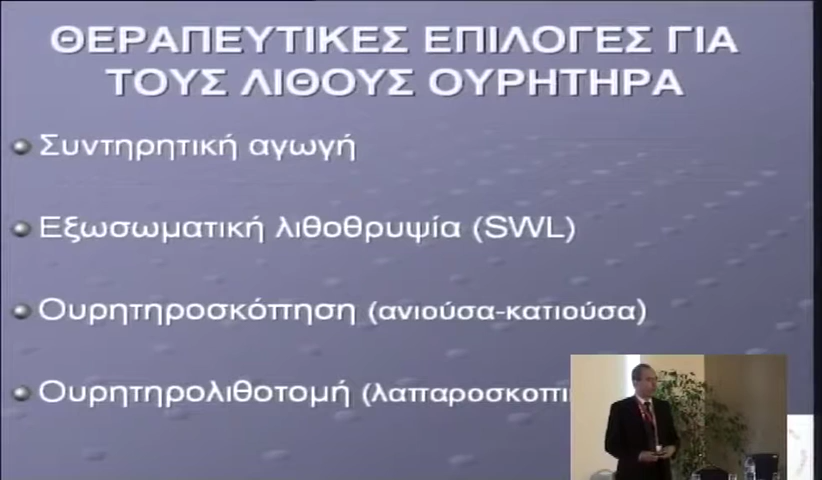 ΘΕΡΑΠΕΥΤΙΚΕΣ ΕΠΙΛΟΓΕΣ ΓΙΑ
ΤΟΥΣ ΛΙΘΟΥΣ ΟΥΡΗΤΗΡΑ
Συντηρητική αγωγή
Εξωσωματική λιθοθρυψία (SWL)
Ουρητηροσκόπηση (ανιούσα-κατιούσα)
Ουρητηρολιθοτομή